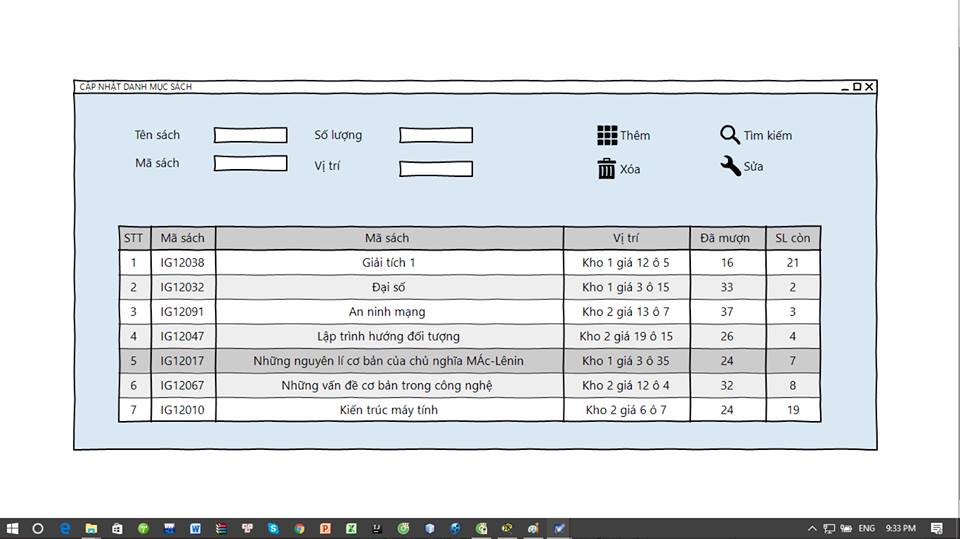 CẬP NHẬT DANH MỤC SÁCH
Tên sách Số lượng Thêm Tìm kiếm
Mã sách Vị trí Xóa Sửa
STT Mã sách Mã sách Vị trí Đã mượn SL còn
1 IG12038 Giải tích 1 Kho 1 giá 12 ô 5 16 21
2 IG12032 Đại số Kho 1 giá 3 ô 15 33 2
3 IG12091 An ninh mạng Kho 2 giá 13 ô 7 37 3
4 IG12047 Lập trình hướng đối tượng Kho 2 giá 19 ô 15 26 4
5 IG12017 Những nguyên lí cơ bản của chủ nghĩa MÁc-Lênin Kho 1 giá 3 ô 35 24 7
6 IG12067 Những vấn đề cơ bản trong công nghệ Kho 2 giá 12 ô 4 32 8
7 IG12010 Kiến trúc máy tính Kho 2 giá 6 ô 7 24 19
ENG 9:33 PM